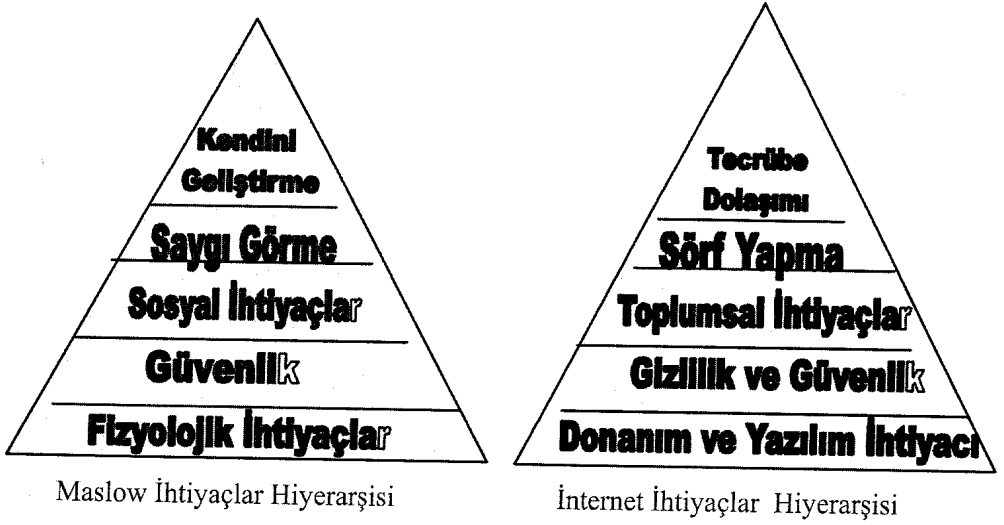 Kendini
Geliştirme
Saygı Görme
Sosyal İhtiyaçlar
Güvenlik
Fizyolojik İhtiyaçlar
Maslow İhtiyaçlar Hiyerarşisi
Tecrübe
Dolaşımı
Sörf Yapma
Toplumsal İhtiyaçlar
Gizlilik ve Güvenlik
Donanım ve Yazılım İhtiyacı
İnternet İhtiyaçlar Hiyerarşisi